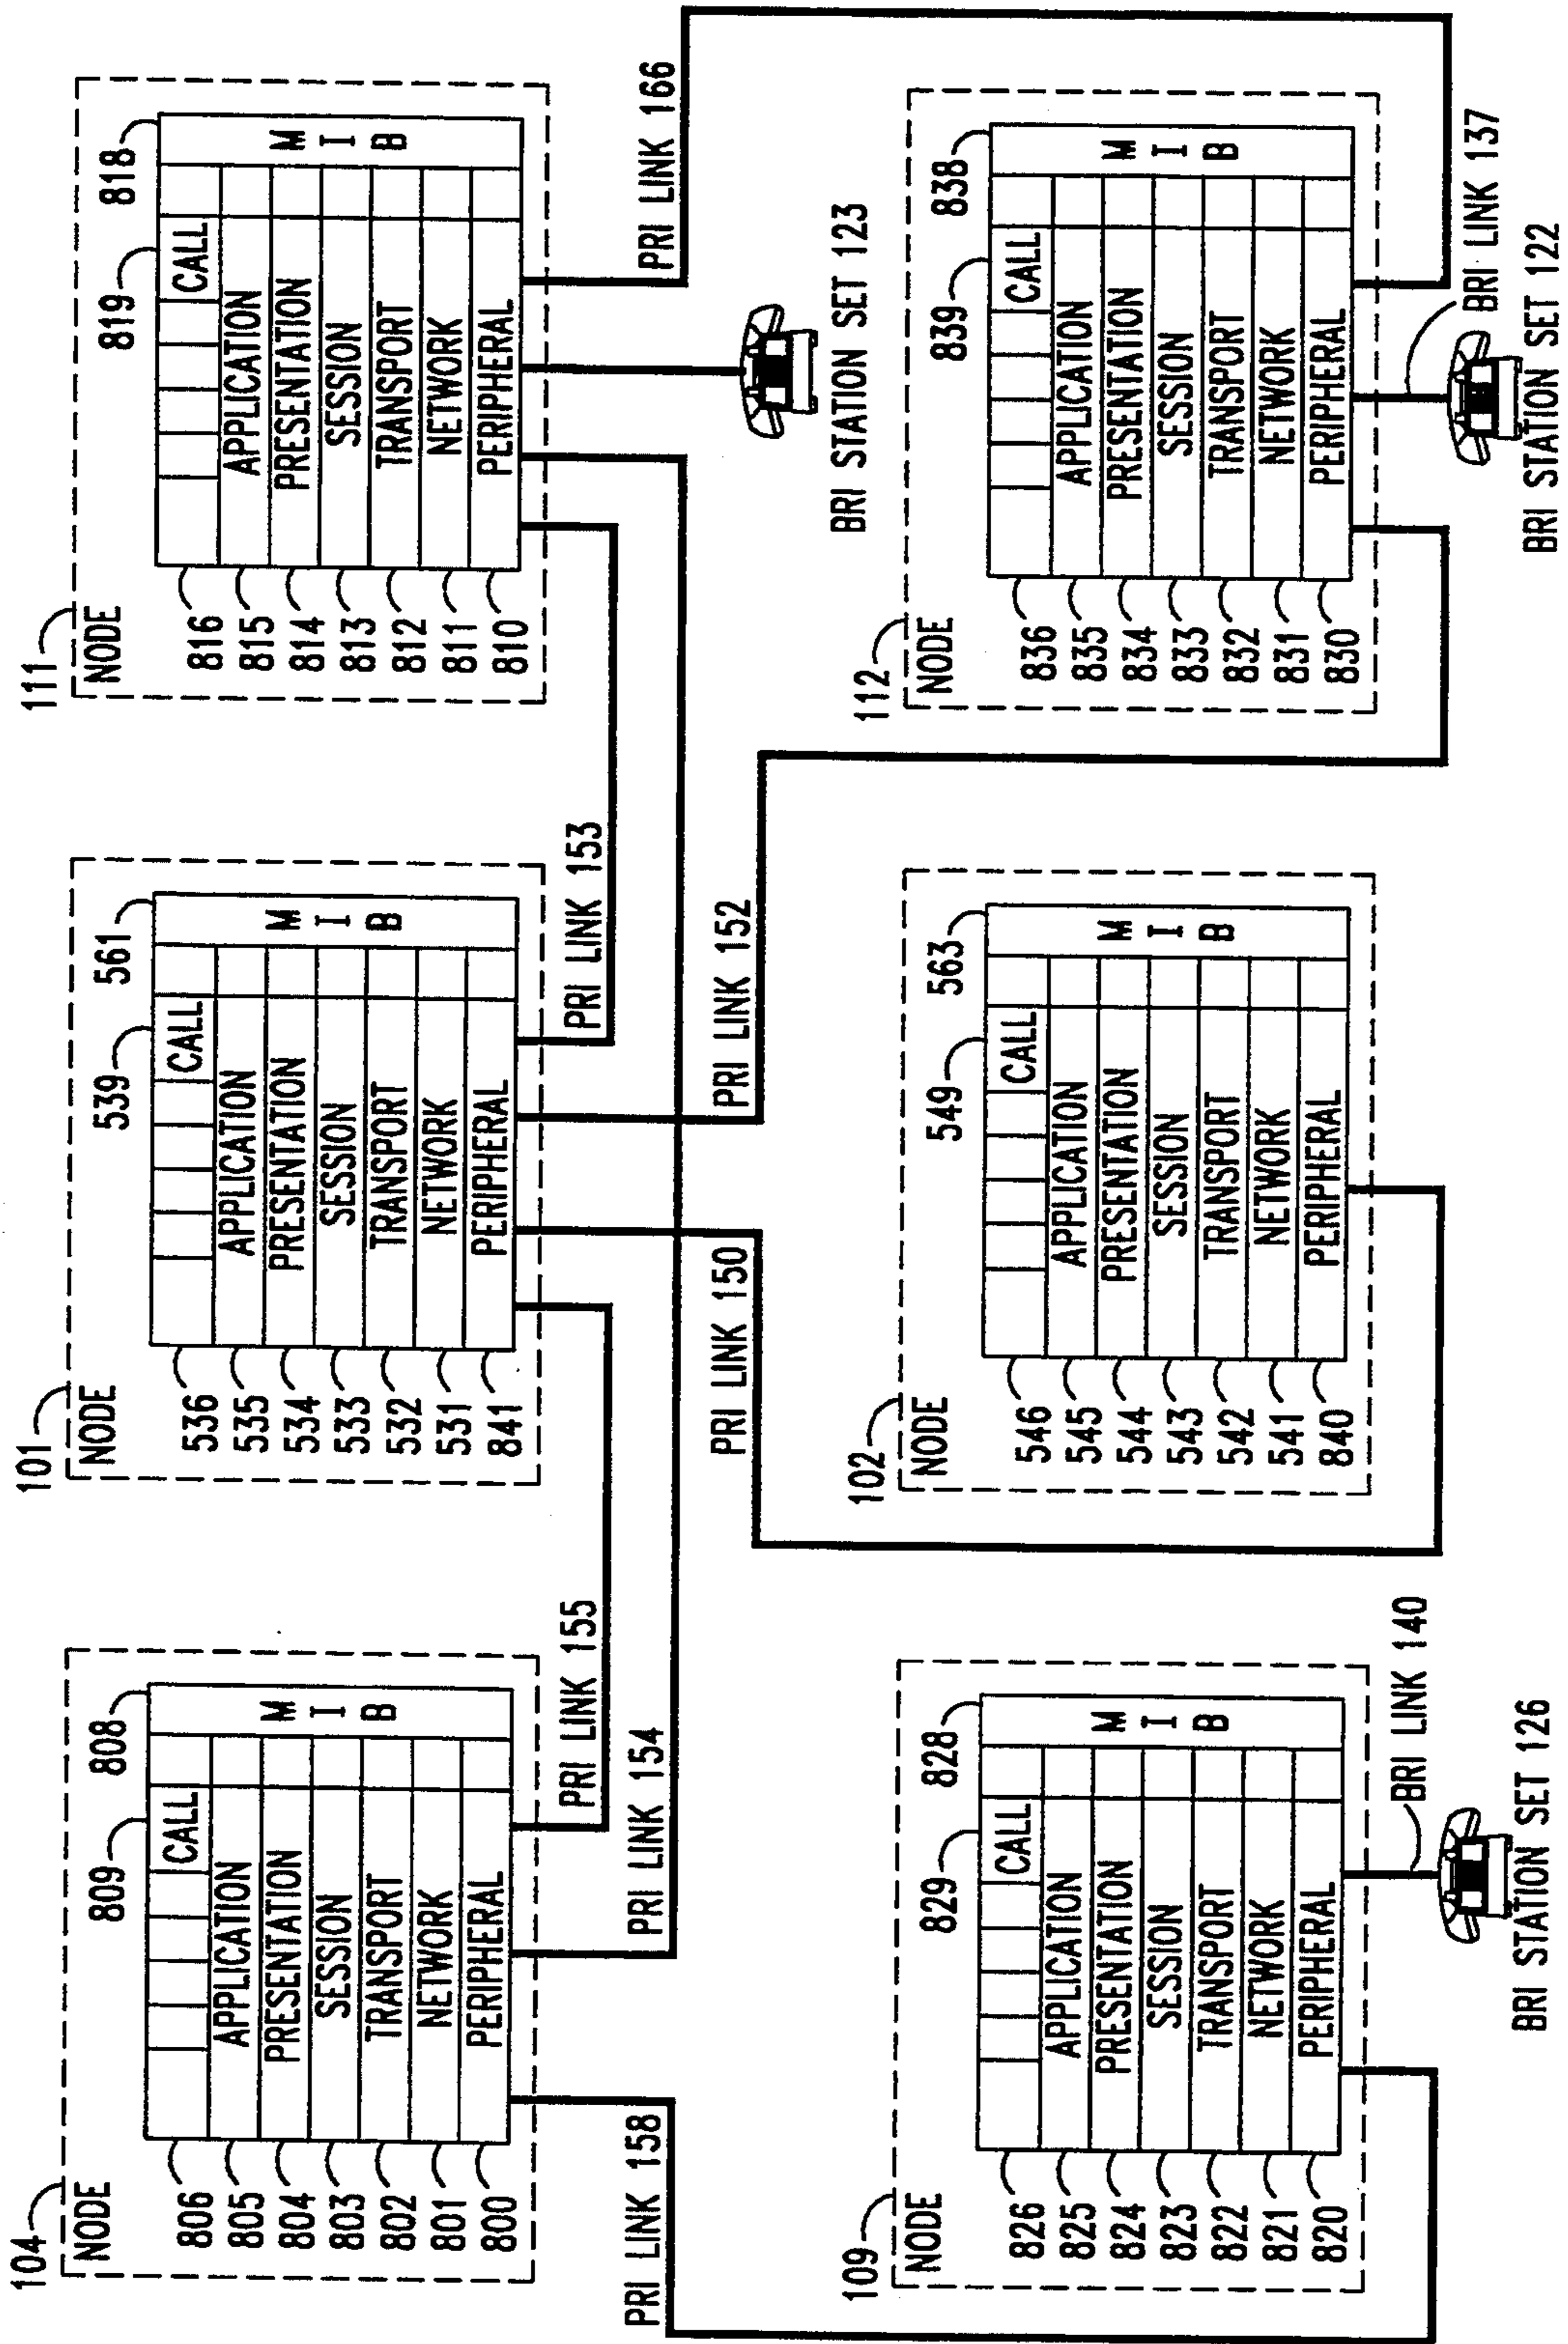 104
NODE
809
808
CALL
APPLICATION
PRESENTATION
SESSION
TRANSPORT
NETWORK
PERIPHERAL
M
I
B
806
805
804
803
802
801
800
101
NODE
539
561
CALL
APPLICATION
PRESENTATION
SESSION
TRANSPORT
NETWORK
PERIPHERAL
M
I
B
536
535
534
533
532
531
841
111
NODE
819
818
CALL
APPLICATION
PRESENTATION
SESSION
TRANSPORT
NETWORK
PERIPHERAL
M
I
B
816
815
814
813
812
811
810
PRI LINK 158
PRI LINK 155
PRI LINK 154
PRI LINK 153
PRI LINK 150
PRI LINK 152
PRI LINK 166
BRI STATION SET 123
109
NODE
829
828
CALL
APPLICATION
PRESENTATION
SESSION
TRANSPORT
NETWORK
PERIPHERAL
M
I
B
826
825
824
823
822
821
820
BRI LINK 140
BRI STATION SET 126
102
NODE
549
563
CALL
APPLICATION
PRESENTATION
SESSION
TRANSPORT
NETWORK
PERIPHERAL
M
I
B
546
545
544
543
542
541
840
112
NODE
839
838
CALL
APPLICATION
PRESENTATION
SESSION
TRANSPORT
NETWORK
PERIPHERAL
M
I
B
836
835
834
833
832
831
830
BRI LINK 137
BRI STATION SET 122